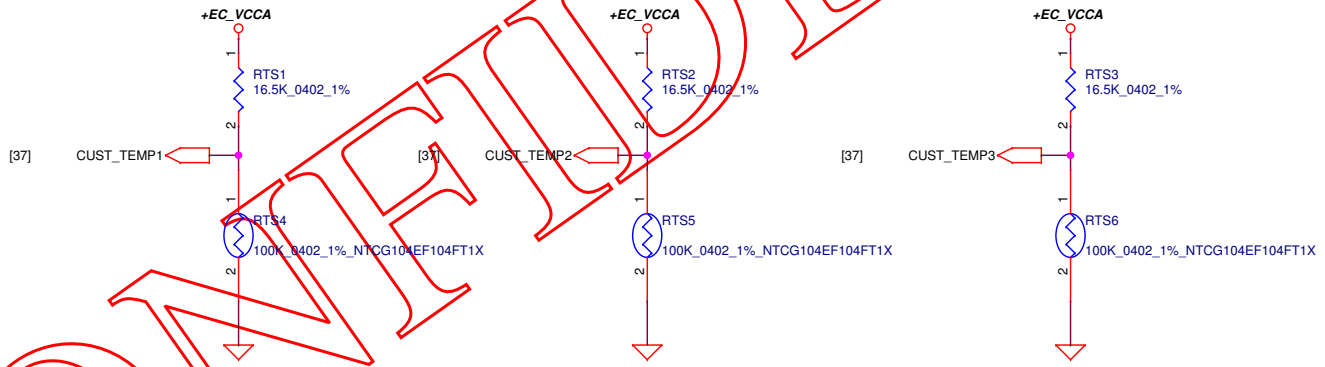 +EC_VCCA
1
RTS1
16.5K_0402_1%
2
[37] CUST_TEMP1
1
RTS4
100K_0402_1%_NTCG104EF104FT1X
2
+EC_VCCA
1
RTS2
16.5K_0402_1%
2
[37] CUST_TEMP2
1
RTS5
100K_0402_1%_NTCG104EF104FT1X
2
+EC_VCCA
1
RTS3
16.5K_0402_1%
2
[37] CUST_TEMP3
1
RTS6
100K_0402_1%_NTCG104EF104FT1X
2